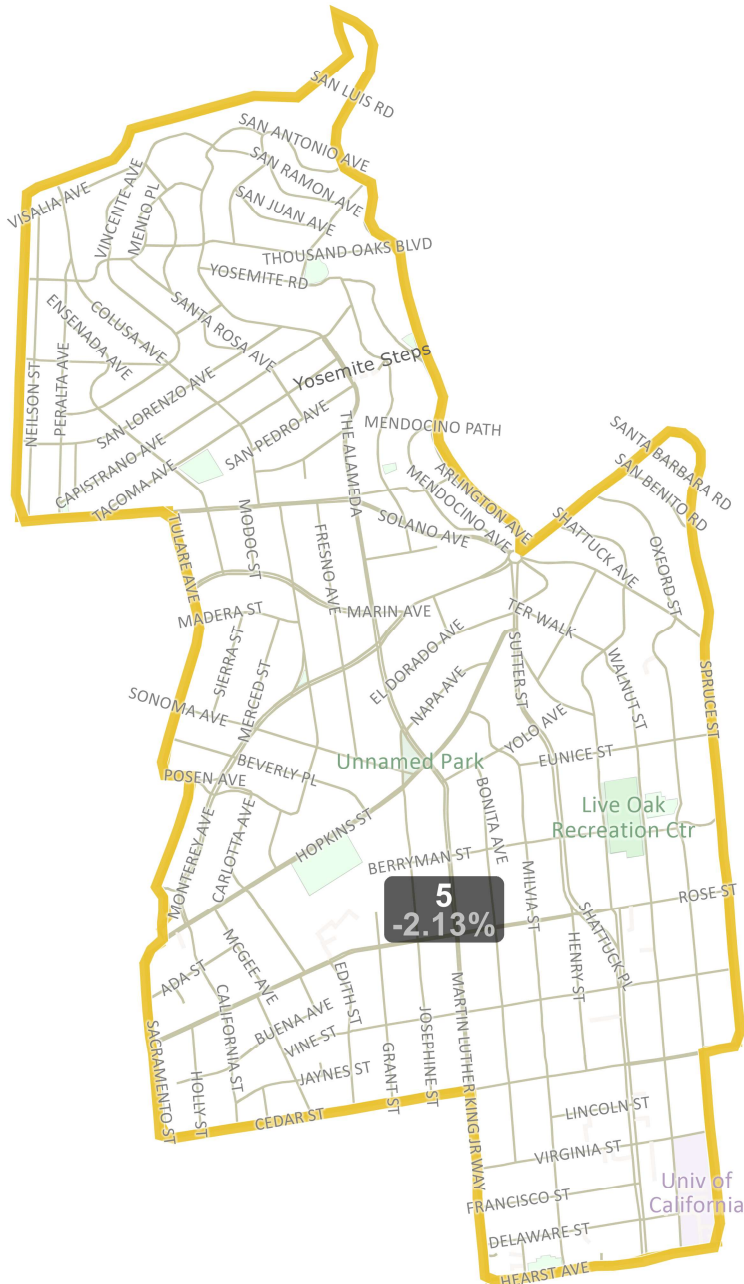 SAN LUIS RD
SAN ANTONIO AVE
SAN RAMON AVE
VISALIA AVE
VINCENTE AVE
MENLO PL
SAN JUAN AVE
THOUSAND OAKS BLVD
YOSEMITE RD
ENSENADA AVE
COLUSA AVE
SANTA ROSA AVE
NEILSON ST
PERALTA AVE
Yosemite Steps
SAN LORENZO AVE
SAN PEDRO AVE
THE ALAMEDA
MENDOCINO PATH
CAPISTRANO AVE
TACOMA AVE
ARLINGTON AVE
MENDOCINO AVE
SANTA BARBARA RD
SAN BENITO RD
TULARE AVE
MODOC ST
FRESNO AVE
SOLANO AVE
SHATTUCK AVE
OXFORD ST
MADERA ST
MARIN AVE
TER WALK
SIERRA ST
EL DORADO AVE
SUTTER ST
WALNUT ST
SPRUCE ST
SONOMA AVE
MERCED ST
NAPA AVE
YOLO AVE
EUNICE ST
POSEN AVE
BEVERLY PL
Unnamed Park
BONITA AVE
Live Oak
Recreation Ctr
MONTEREY AVE
CARLOTTA AVE
HOPKINS ST
BERRYMAN ST
MILVIA ST
5
-2.13%
ROSE ST
SHATTUCK PL
HENRY ST
ADA ST
MCGEE AVE
EDITH ST
CALIFORNIA ST
BUENA AVE
VINE ST
JOSEPHINE ST
MARTIN LUTHER KING JR WAY
SACRAMENTO ST
HOLLY ST
JAYNES ST
GRANT ST
CEDAR ST
LINCOLN ST
VIRGINIA ST
Univ of
California
FRANCISCO ST
DELAWARE ST
HEARST AVE